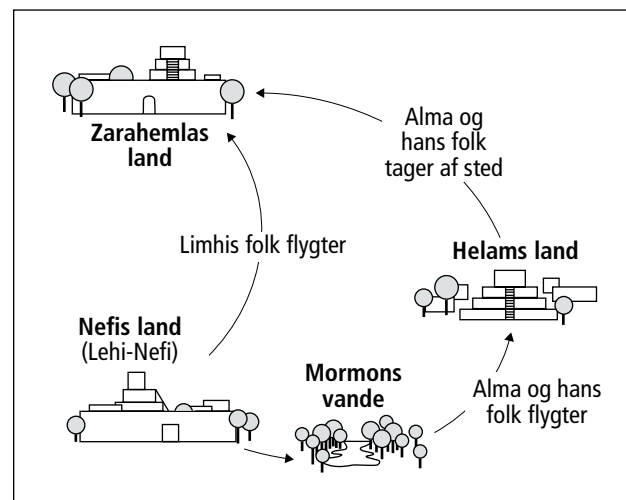 Zarahemlas
land
Alma og
hans folk
tager af sted
Limhis folk flygter
Helams land
Nefis land
(Lehi-Nefi)
Mormons
vande
Alma og hans
folk flygter